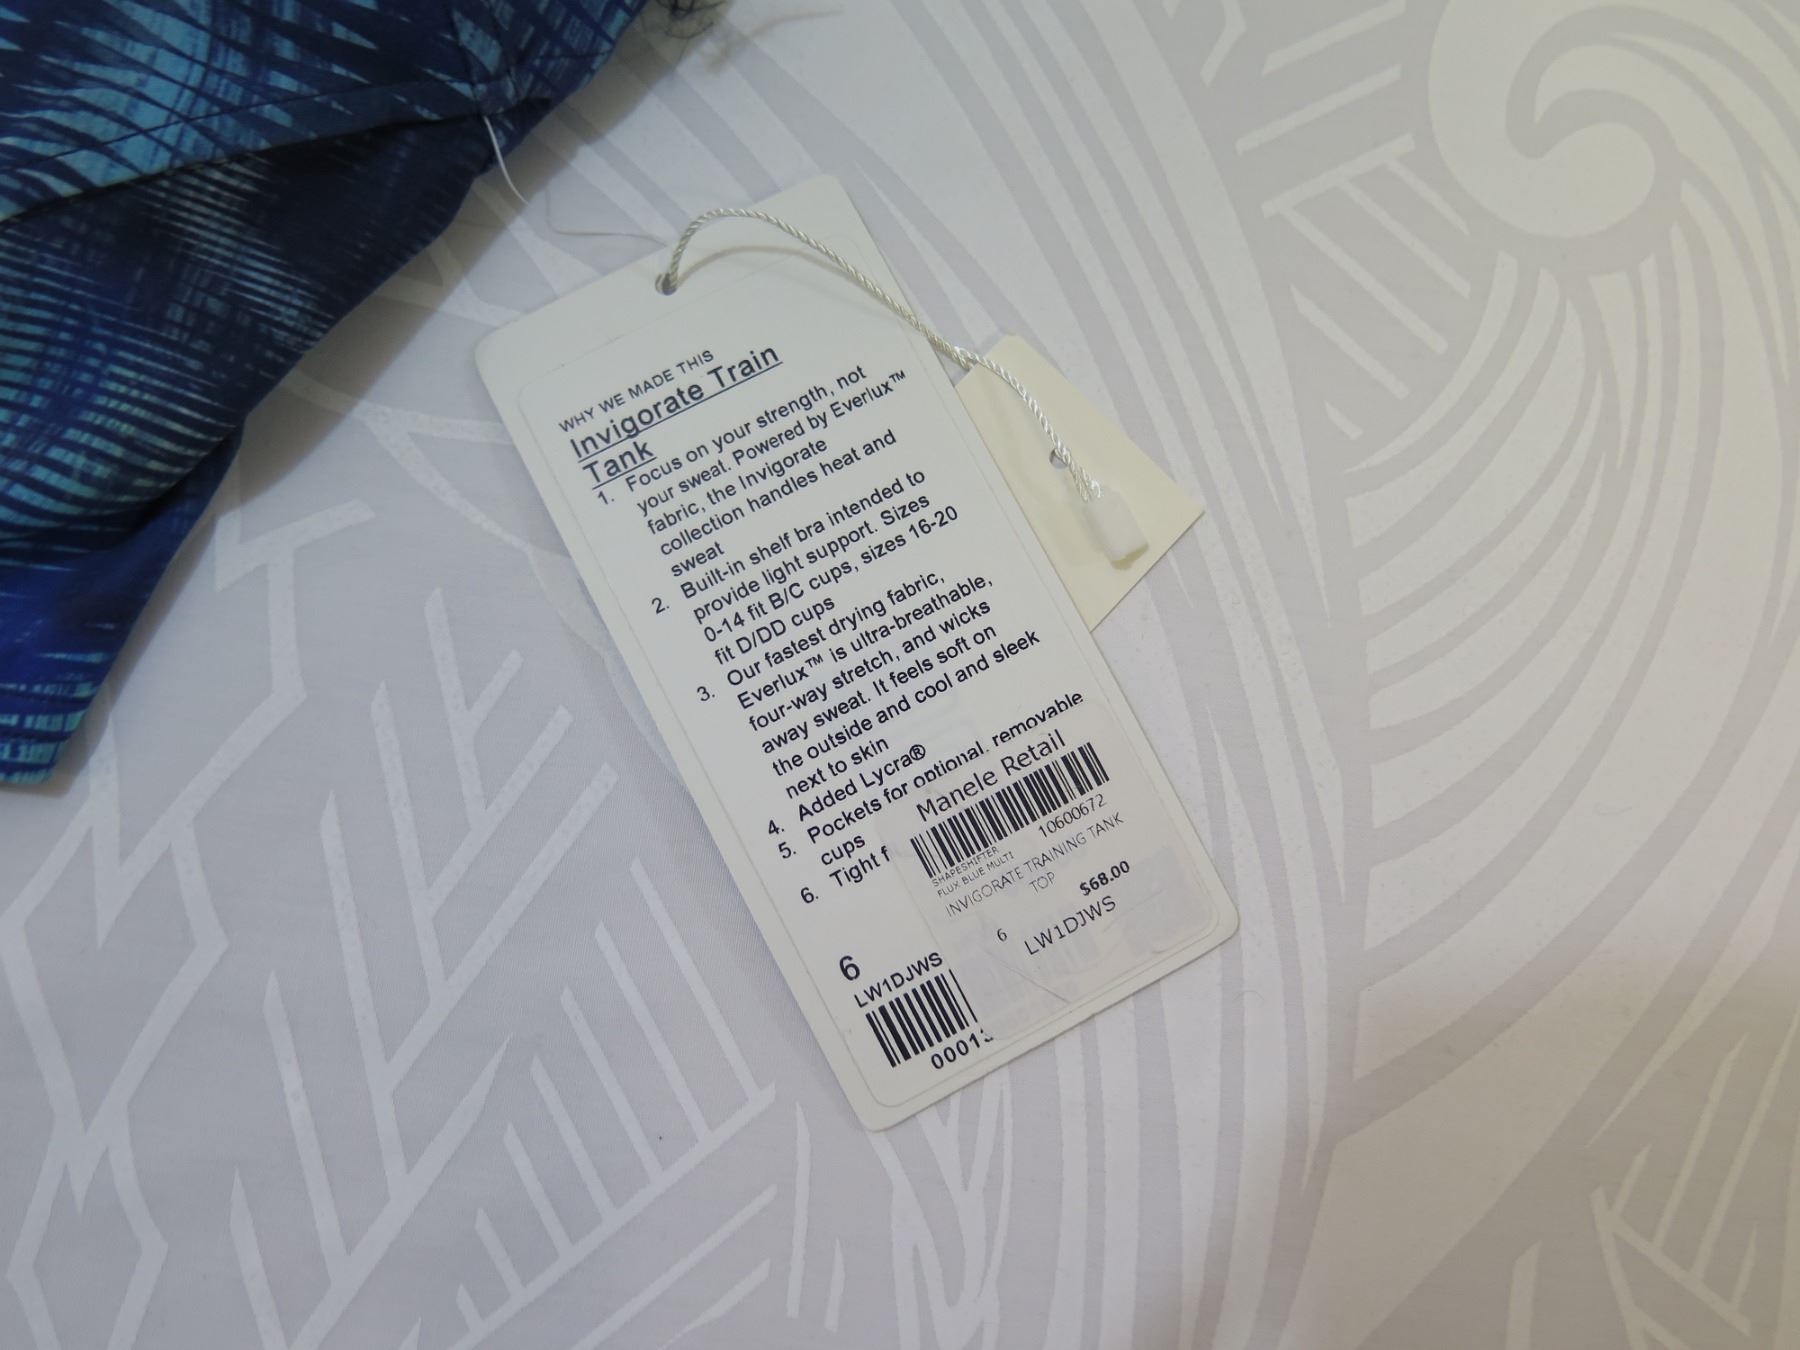 WHY WE MADE THIS
Invigorate Train
Tank
1. Focus on your strength, not
your sweat. Powered by Everlux™
fabric, the Invigorate
collection handles heat and
sweat
2. Built-in shelf bra intended to
provide light support. Sizes
0-14 fit B/C cups, sizes 16-20
fit D/DD cups
3. Our fastest drying fabric,
Everlux™ is ultra-breathable,
four-way stretch, and wicks
away sweat. It feels soft on
the outside and cool and sleek
next to skin
4. Added Lycra®
5. Pockets for optional, removable
cups
6. Tight f
6
LW1DJWS
0001
Manele Retail
10600672
SHAPESHIFTER
FLUX BLUE MULTI
INVIGORATE TRAINING TANK
TOP
$68.00
6
LW1DJWS